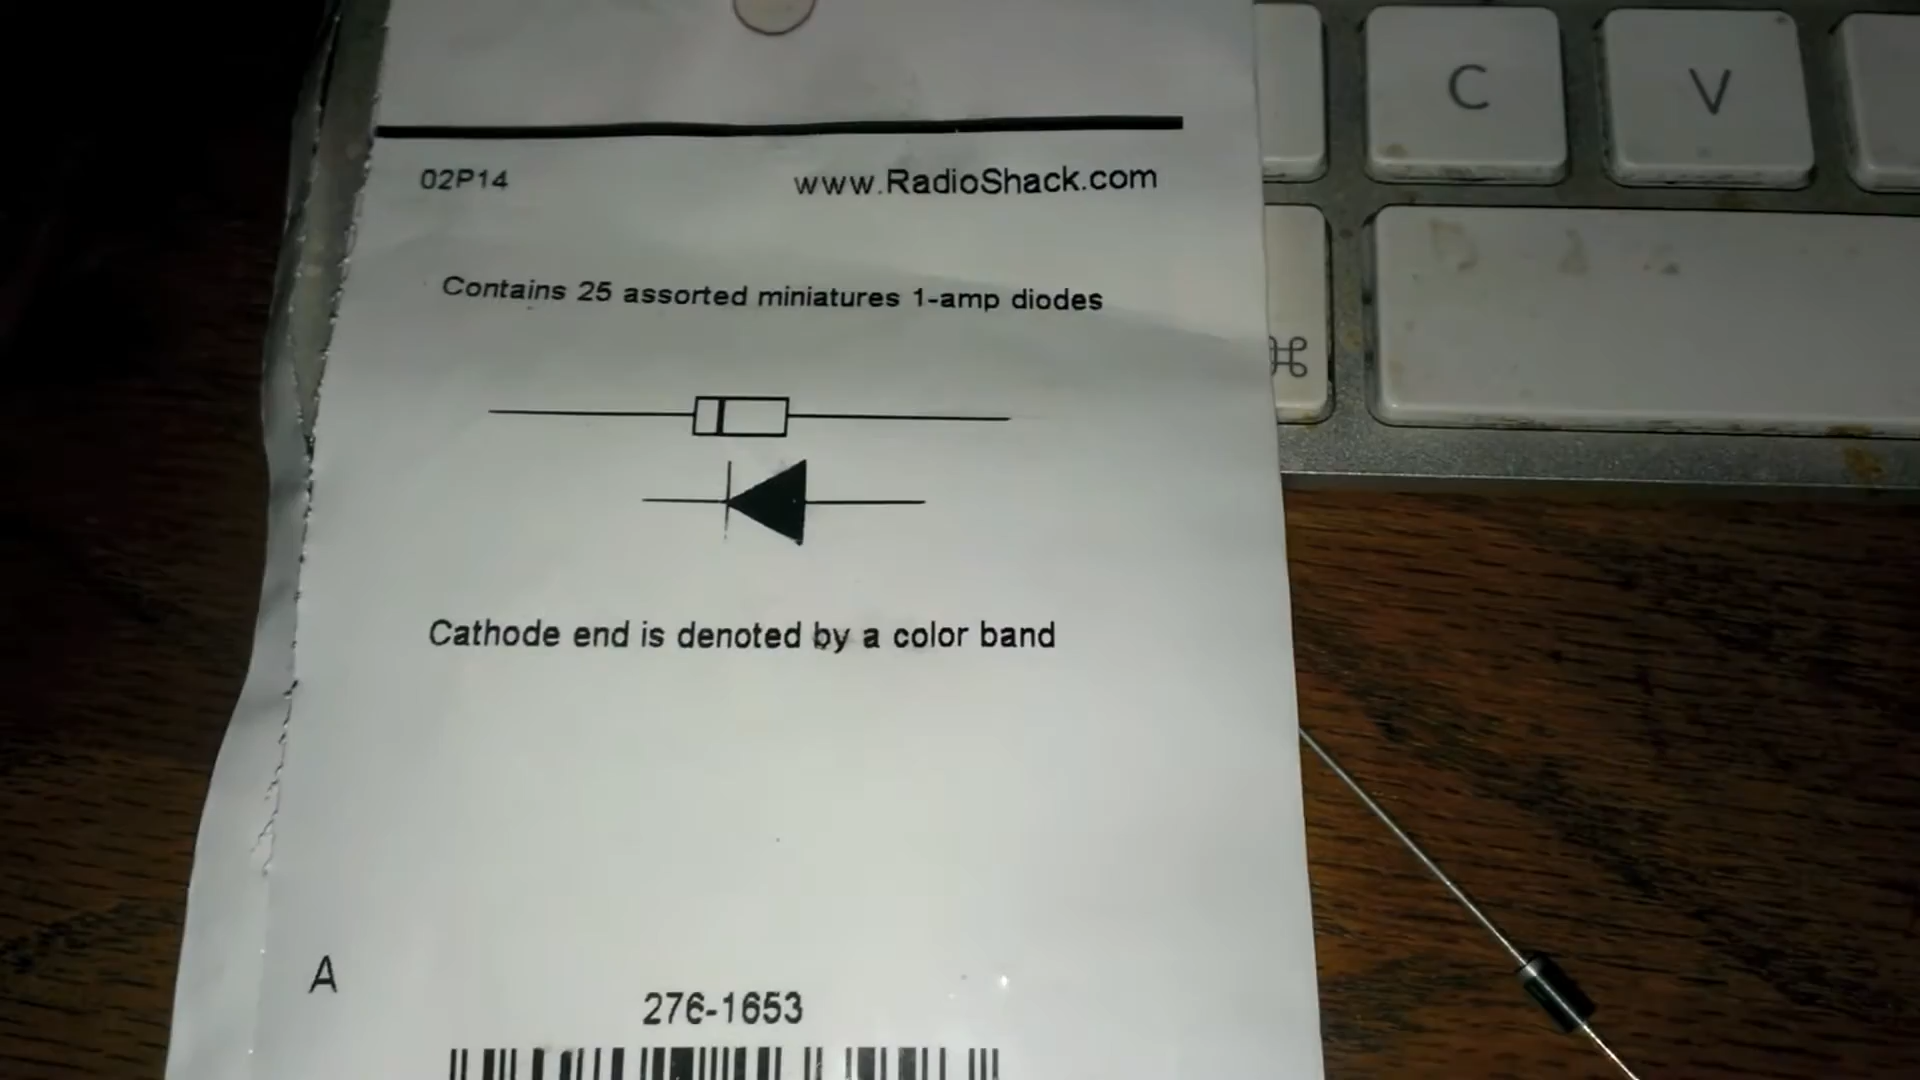 C
V
02P14
www.RadioShack.com
Contains 25 assorted miniatures 1-amp diodes
⌘
Cathode end is denoted by a color band
A
276-1653